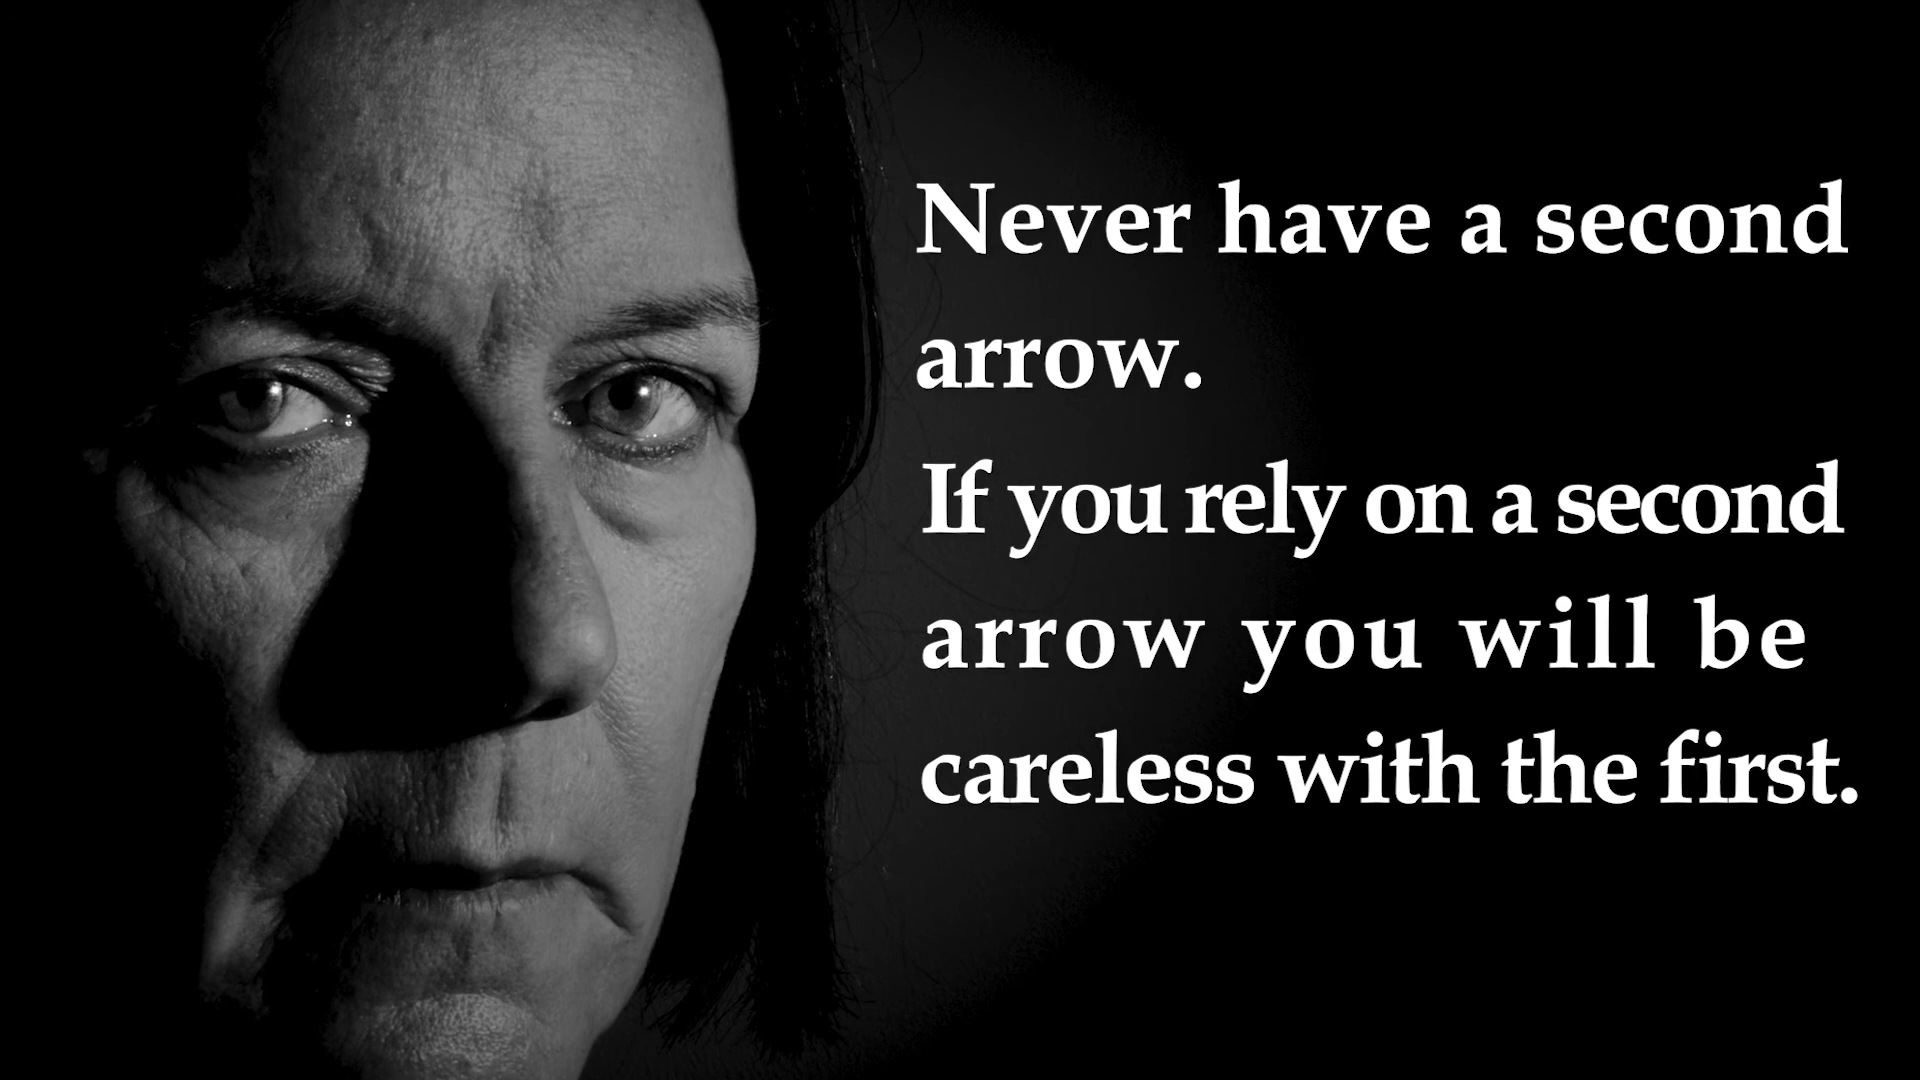 Never have a second
arrow.
If you rely on a second
arrow you will be
careless with the first.